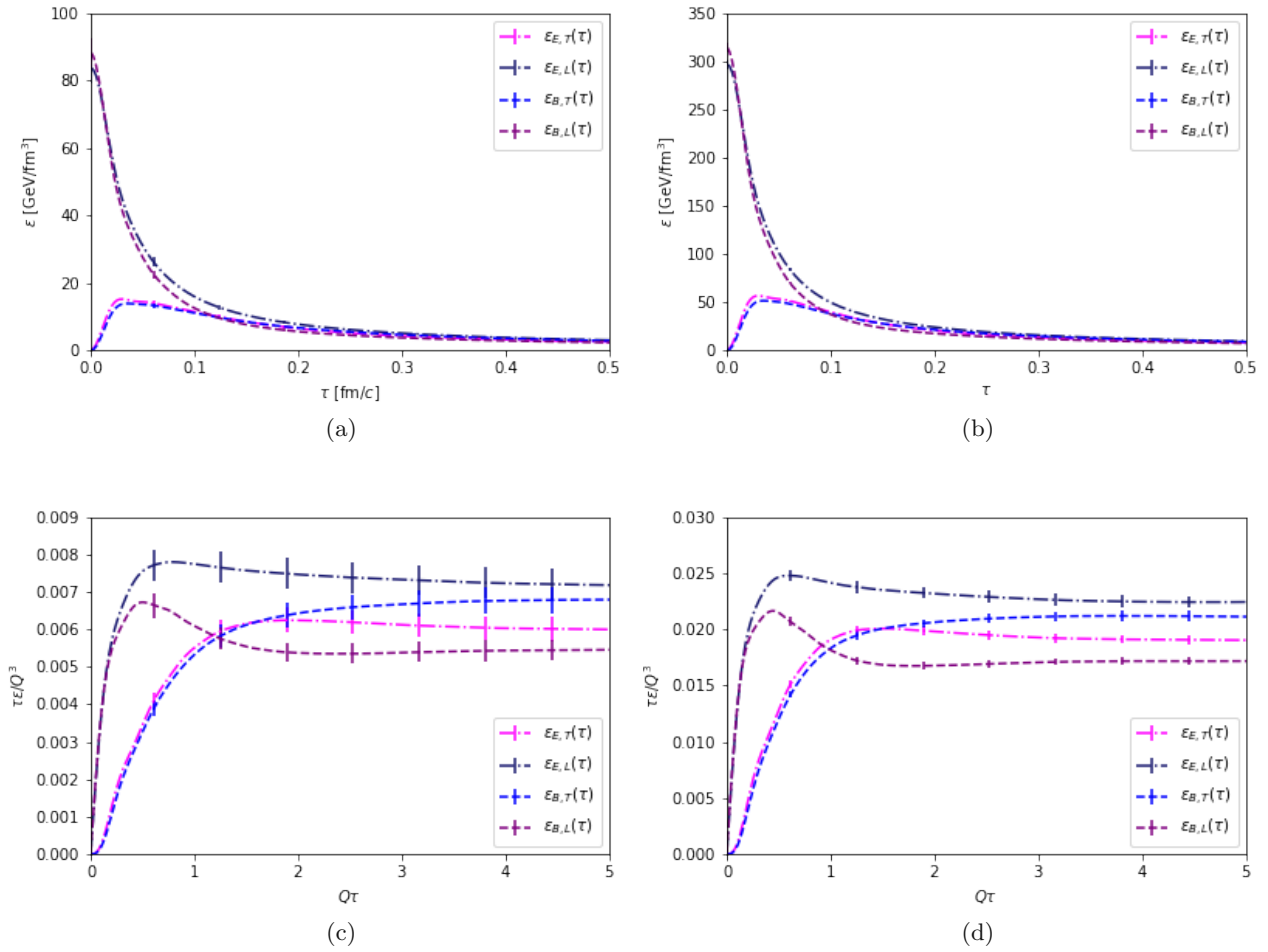 100
80
60
40
20
0
ε [GeV/fm³]
ε_{E,T}(τ)
ε_{E,L}(τ)
ε_{B,T}(τ)
ε_{B,L}(τ)
0.0 0.1 0.2 0.3 0.4 0.5
τ [fm/c]
(a)
350
300
250
200
150
100
50
0
ε [GeV/fm³]
ε_{E,T}(τ)
ε_{E,L}(τ)
ε_{B,T}(τ)
ε_{B,L}(τ)
0.0 0.1 0.2 0.3 0.4 0.5
τ
(b)
0.009
0.008
0.007
0.006
0.005
0.004
0.003
0.002
0.001
0.000
τε/Q³
ε_{E,T}(τ)
ε_{E,L}(τ)
ε_{B,T}(τ)
ε_{B,L}(τ)
0 1 2 3 4 5
Qτ
(c)
0.030
0.025
0.020
0.015
0.010
0.005
0.000
τε/Q³
ε_{E,T}(τ)
ε_{E,L}(τ)
ε_{B,T}(τ)
ε_{B,L}(τ)
0 1 2 3 4 5
Qτ
(d)